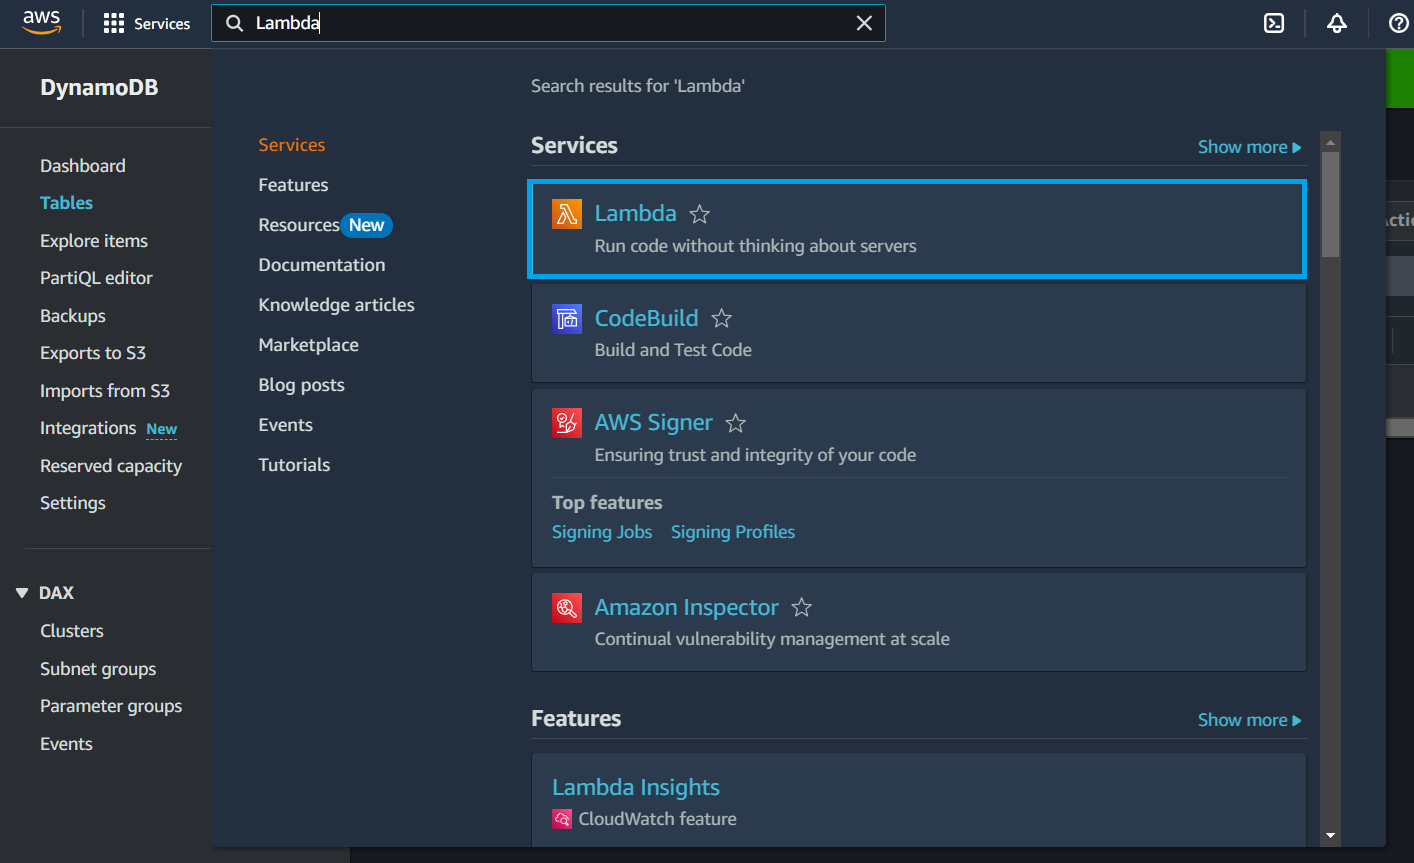 aws
Services
Lambda
DynamoDB
Dashboard
Tables
Explore items
PartiQL editor
Backups
Exports to S3
Imports from S3
Integrations New
Reserved capacity
Settings
DAX
Clusters
Subnet groups
Parameter groups
Events
Services
Features
Resources New
Documentation
Knowledge articles
Marketplace
Blog posts
Events
Tutorials
Search results for 'Lambda'
Services Show more
Lambda
Run code without thinking about servers
CodeBuild
Build and Test Code
AWS Signer
Ensuring trust and integrity of your code
Top features
Signing Jobs Signing Profiles
Amazon Inspector
Continual vulnerability management at scale
Features Show more
Lambda Insights
CloudWatch feature